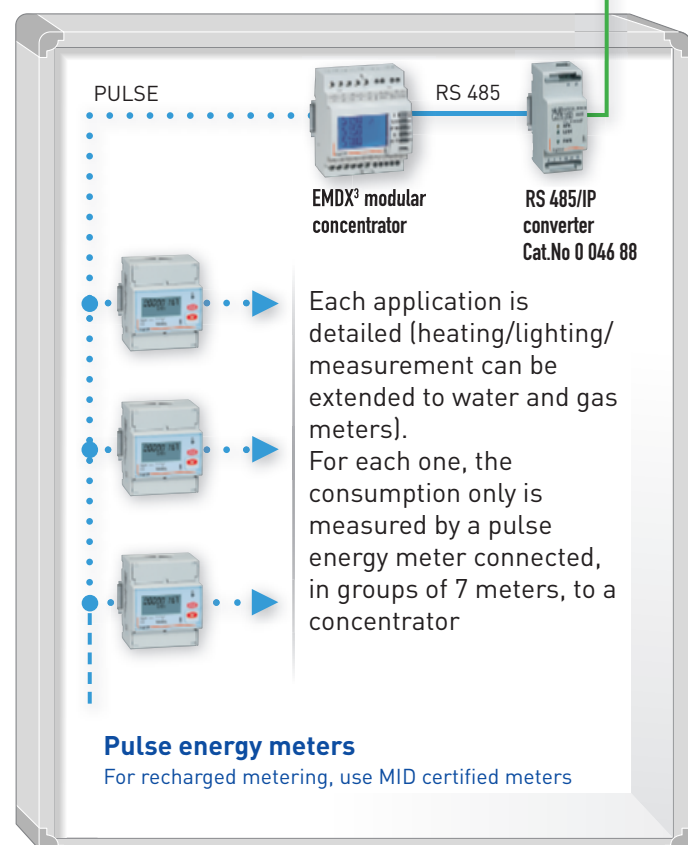 PULSE
RS 485
EMDX³ modular
concentrator
RS 485/IP
converter
Cat.No 0 046 88
Each application is
detailed (heating/lighting/
measurement can be
extended to water and gas
meters).
For each one, the
consumption only is
measured by a pulse
energy meter connected,
in groups of 7 meters, to a
concentrator
Pulse energy meters
For recharged metering, use MID certified meters